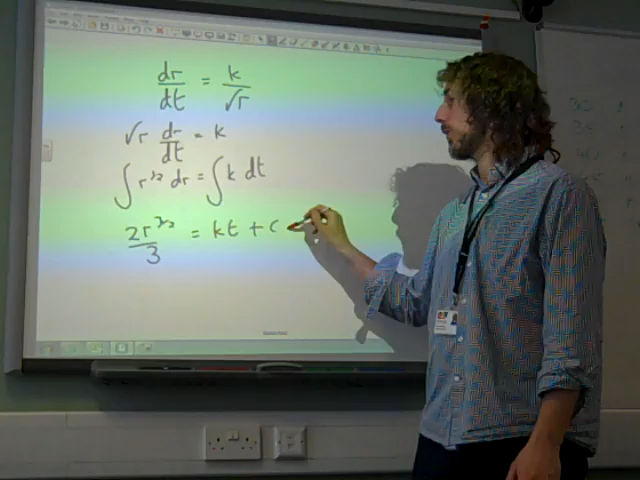 dr/dt = k/√r
√r dr/dt = k
∫ r^1/2 dr = ∫ k dt
2r^3/2/3 = kt + c